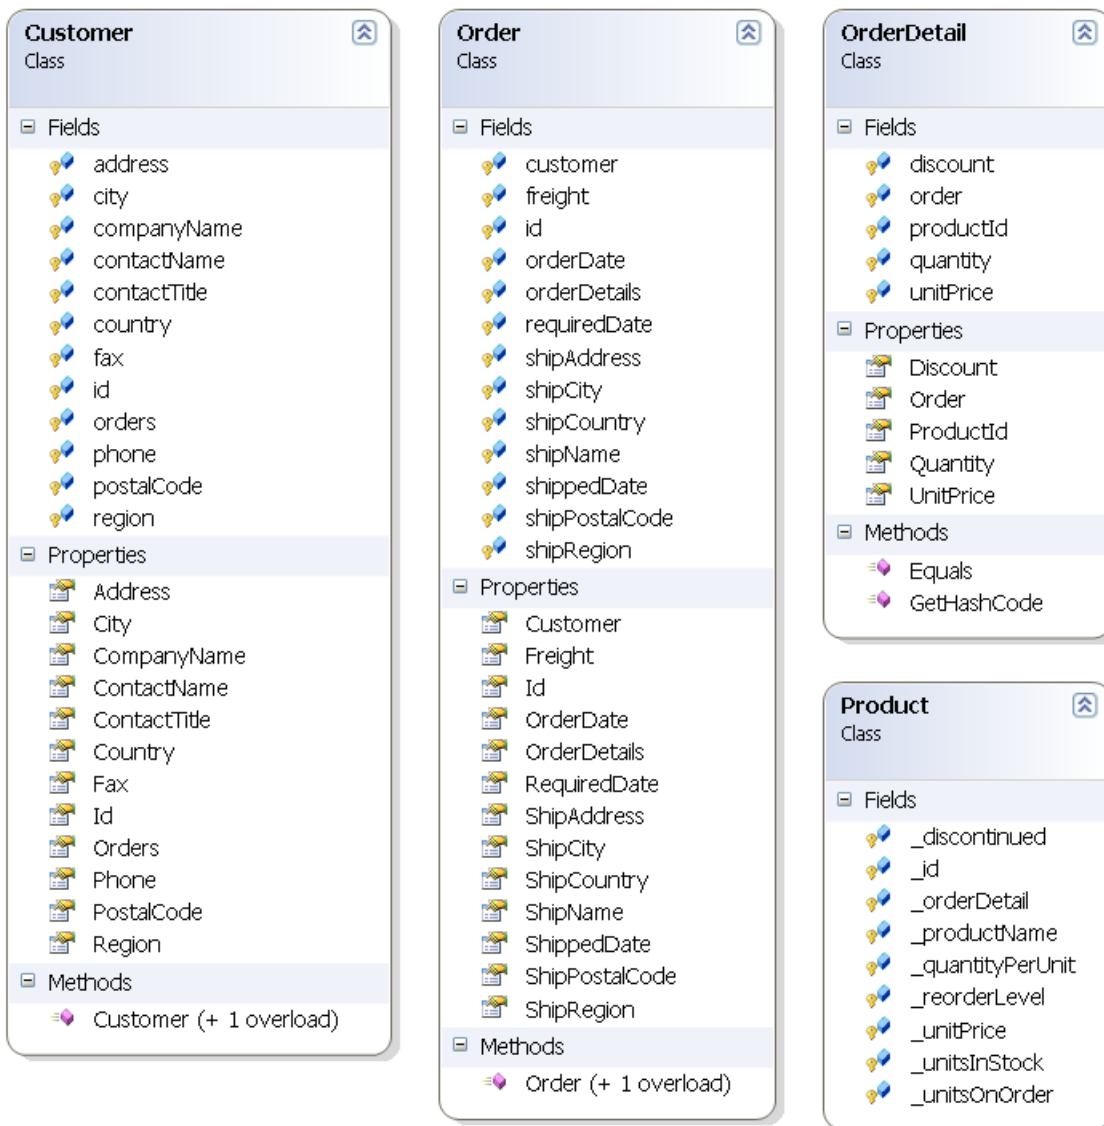 Customer
Class
Fields
address
city
companyName
contactName
contactTitle
country
fax
id
orders
phone
postalCode
region
Properties
Address
City
CompanyName
ContactName
ContactTitle
Country
Fax
Id
Orders
Phone
PostalCode
Region
Methods
Customer (+ 1 overload)
Order
Class
Fields
customer
freight
id
orderDate
orderDetails
requiredDate
shipAddress
shipCity
shipCountry
shipName
shippedDate
shipPostalCode
shipRegion
Properties
Customer
Freight
Id
OrderDate
OrderDetails
RequiredDate
ShipAddress
ShipCity
ShipCountry
ShipName
ShippedDate
ShipPostalCode
ShipRegion
Methods
Order (+ 1 overload)
OrderDetail
Class
Fields
discount
order
productId
quantity
unitPrice
Properties
Discount
Order
ProductId
Quantity
UnitPrice
Methods
Equals
GetHashCode
Product
Class
Fields
_discontinued
_id
_orderDetail
_productName
_quantityPerUnit
_reorderLevel
_unitPrice
_unitsInStock
_unitsOnOrder